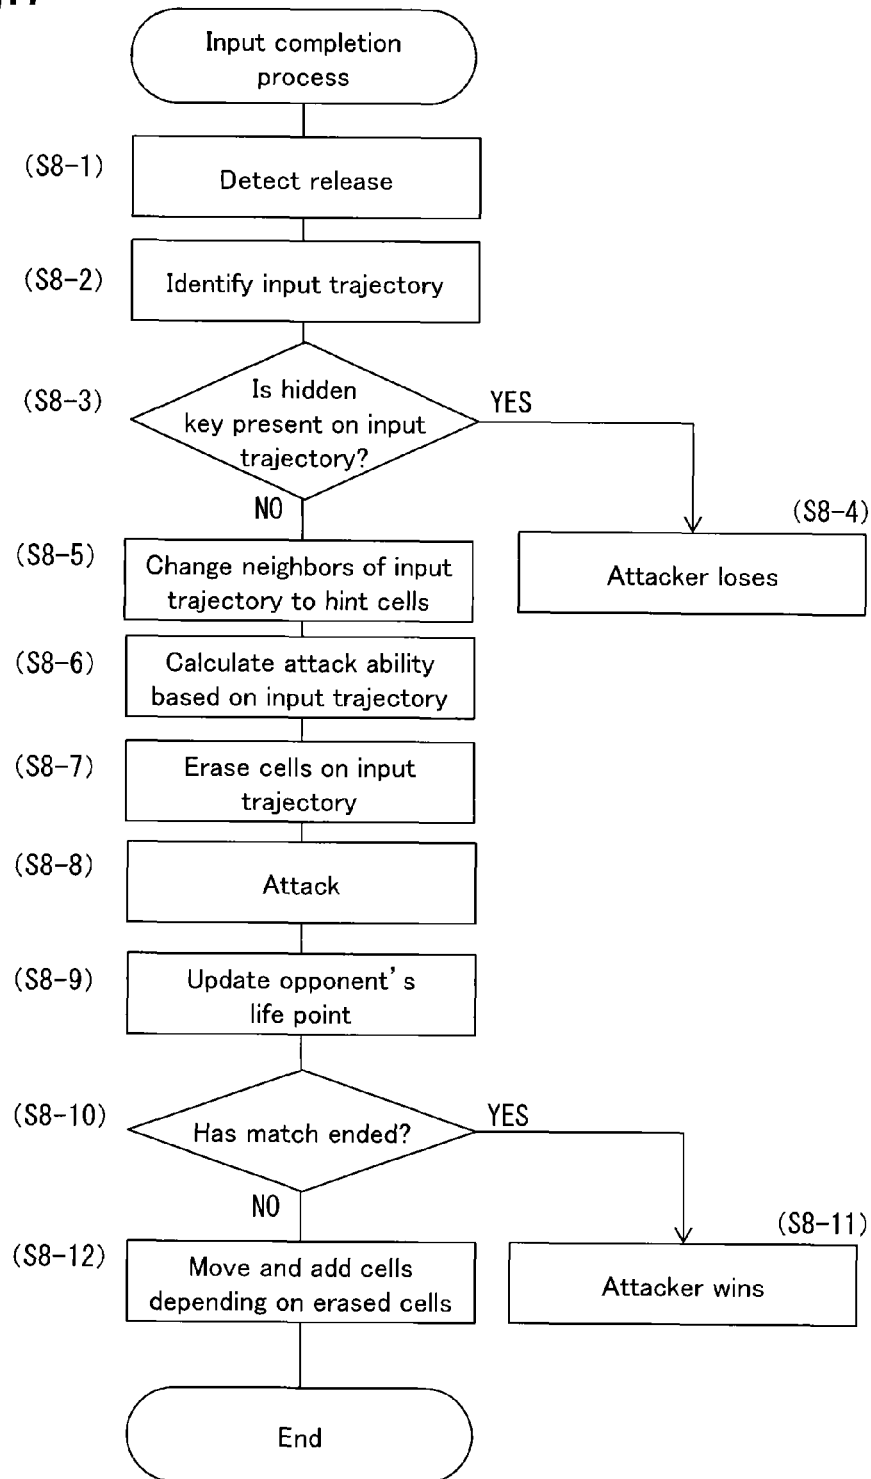 Input completion
process
(S8-1)
Detect release
(S8-2)
Identify input trajectory
(S8-3)
Is hidden
key present on input
trajectory?
YES
NO
(S8-4)
Attacker loses
(S8-5)
Change neighbors of input
trajectory to hint cells
(S8-6)
Calculate attack ability
based on input trajectory
(S8-7)
Erase cells on input
trajectory
(S8-8)
Attack
(S8-9)
Update opponent's
life point
(S8-10)
Has match ended?
YES
NO
(S8-11)
Attacker wins
(S8-12)
Move and add cells
depending on erased cells
End